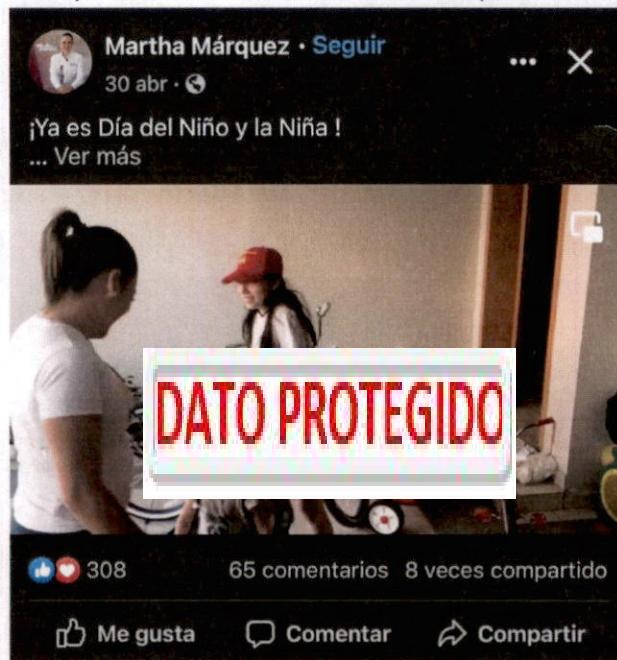 Martha Márquez · Seguir
30 abr ·
¡Ya es Día del Niño y la Niña !
... Ver más
DATO PROTEGIDO
308
65 comentarios 8 veces compartido
Me gusta
Comentar
Compartir